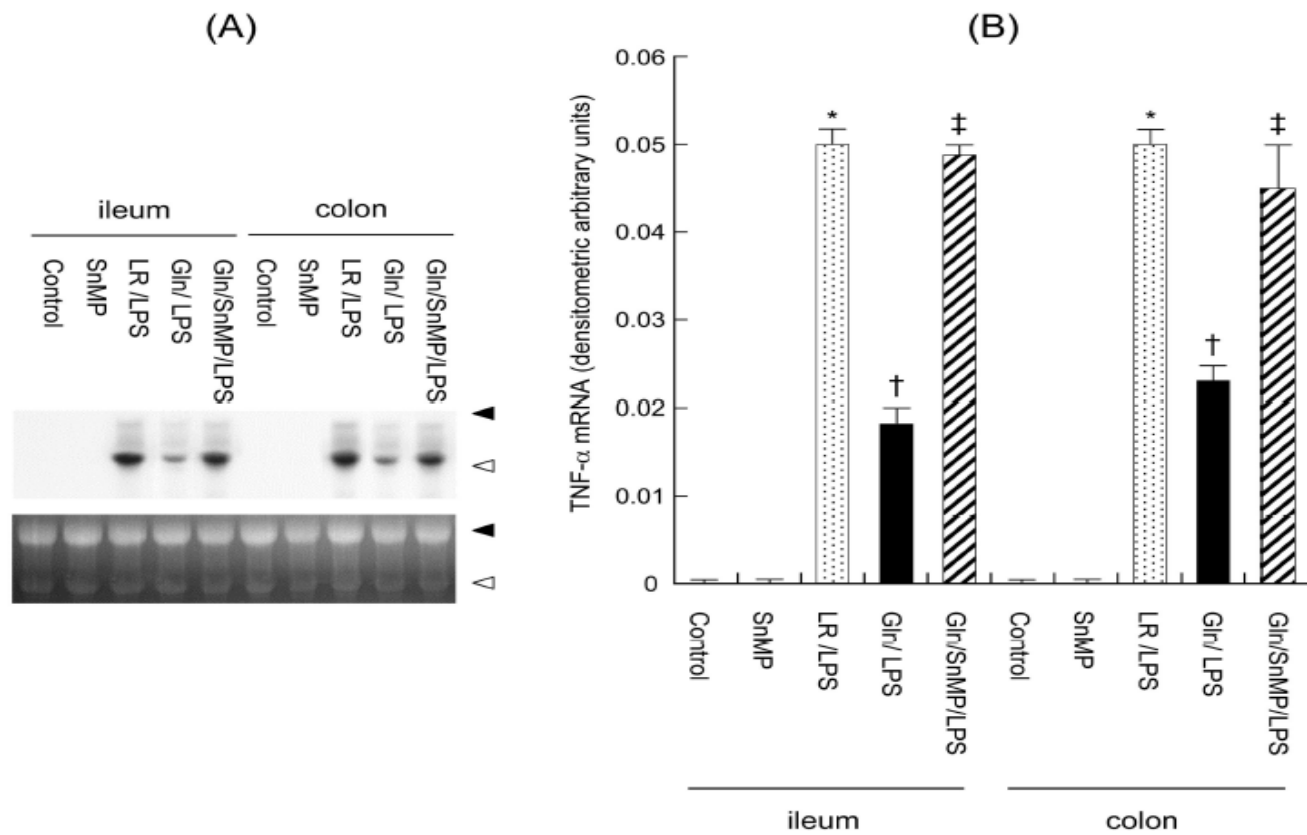 (A)
(B)
ileum
colon
Control
SnMP
LR /LPS
Gln/ LPS
Gln/SnMP/LPS
Control
SnMP
LR /LPS
Gln/ LPS
Gln/SnMP/LPS
TNF-α mRNA (densitometric arbitrary units)
0.06
0.05
0.04
0.03
0.02
0.01
0
*
†
‡
*
†
‡
Control
SnMP
LR /LPS
Gln/ LPS
Gln/SnMP/LPS
Control
SnMP
LR /LPS
Gln/ LPS
Gln/SnMP/LPS
ileum
colon